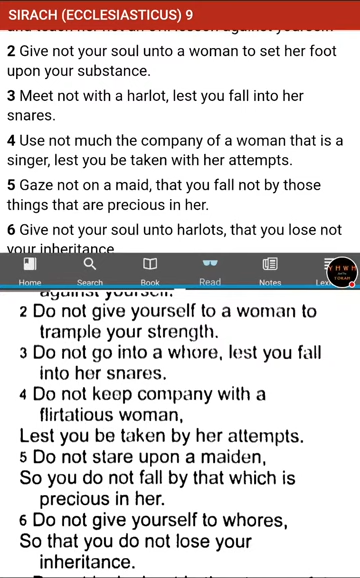 SIRACH (ECCLESIASTICUS) 9
2 Give not your soul unto a woman to set her foot
upon your substance.
3 Meet not with a harlot, lest you fall into her
snares.
4 Use not much the company of a woman that is a
singer, lest you be taken with her attempts.
5 Gaze not on a maid, that you fall not by those
things that are precious in her.
6 Give not your soul unto harlots, that you lose not
your inheritance
Home Search Book Read Notes Lex
YHWH
TORAH
against yourself.
2 Do not give yourself to a woman to
trample your strength.
3 Do not go into a whore, lest you fall
into her snares.
4 Do not keep company with a
flirtatious woman,
Lest you be taken by her attempts.
5 Do not stare upon a maiden,
So you do not fall by that which is
precious in her.
6 Do not give yourself to whores,
So that you do not lose your
inheritance.